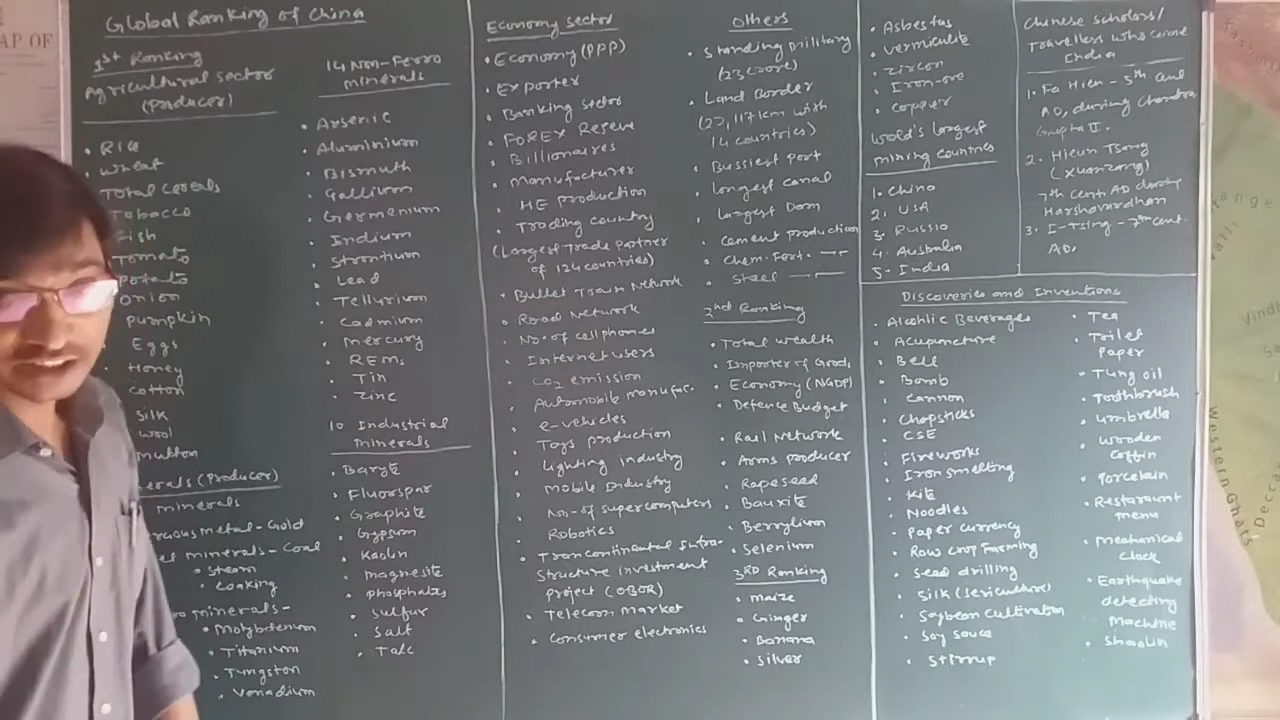 AP OF
Global Ranking of China
1st Ranking
Agricultural sector
(Producer)
• Rice
• Wheat
Total Cereals
Tobacco
Fish
Tomato
Potato
Onion
Pumpkin
Eggs
• Honey
Cotton
Silk
Wool
Mutton
(Producer)
minerals
metal - Gold
minerals - Coal
• Steam
• Coaking
minerals -
• Molybdenum
• Titanium
• Tungston
• Vanadium
14 Non-Ferro
minerals
• Arsenic
• Aluminium
• Bismuth
• Gallium
• Germenium
• Indium
• Strontium
• Lead
• Tellurium
• Cadmium
• Mercury
• REMs
• Tin
• Zinc
10 Industrial
minerals
• Baryte
• Fluorspar
• Graphite
• Gypsum
• Kaolin
• magnesite
• phosphates
• Sulfur
• Salt
• Talc
Economy sector
• Economy (PPP)
• Exporter
• Banking sector
• FOREX Reserve
• Billionaires
• Manufacturer
• HE production
• Trading country
(Largest Trade Partner
of 124 countries)
• Bullet Train Network
• Road Network
• No. of cellphones
• Internet users
• CO2 emission
• Automobile manufac.
• e-vehicles
• Toys production
• Lighting industry
• Mobile Industry
• No. of supercomputers
• Robotics
• Transcontinental Infra-
structure investment
project (OBOR)
• Telecom market
• Consumer electronics
Others
• Standing military
(23 crore)
• Land Border
(22,117 km with
14 countries)
• Bussiest port
• longest canal
• largest Dam
• cement production
• Chem. Fert. -"-
• Steel -"-
2nd Ranking
• Total wealth
• Importer of Goods
• Economy (NGDP)
• Defence Budget
• Rail Network
• Arms producer
• Rapeseed
• Bauxite
• Berrylium
• Selenium
3RD Ranking
• Maize
• Ginger
• Banana
• Silver
• Asbestus
• Vermiculite
• Zircon
• Iron-ore
• Copper
World's largest
mining countries
1. China
2. USA
3. Russia
4. Australia
5. India
Chinese scholars/
Travellers who came
India
1. Fa Hien - 5th cent
AD, during Chandra
Gupta II.
2. Hieun Tsang
(Xuanzang)
7th cent AD during
Harshavardhan
3. I-Tsing - 7th cent.
AD.
Discoveries and Inventions
• Alcohlic Beverages
• Acupuncture
• Bell
• Bomb
• Cannon
• Chopsticks
• CSE
• Fireworks
• Iron smelting
• Kite
• Noodles
• Paper currency
• Row crop Farming
• Seed drilling
• Silk (Sericulture)
• Soybean Cultivation
• Soy sauce
• Stirrup
• Tea
• Toilet
Paper
• Tung oil
• Toothbrush
• umbrella
• wooden
coffin
• Porcelain
• Restaraunt
menu
• Mechanical
Clock
• Earthquake
detecting
Machine
• Shaolin
Western Ghats
Decca